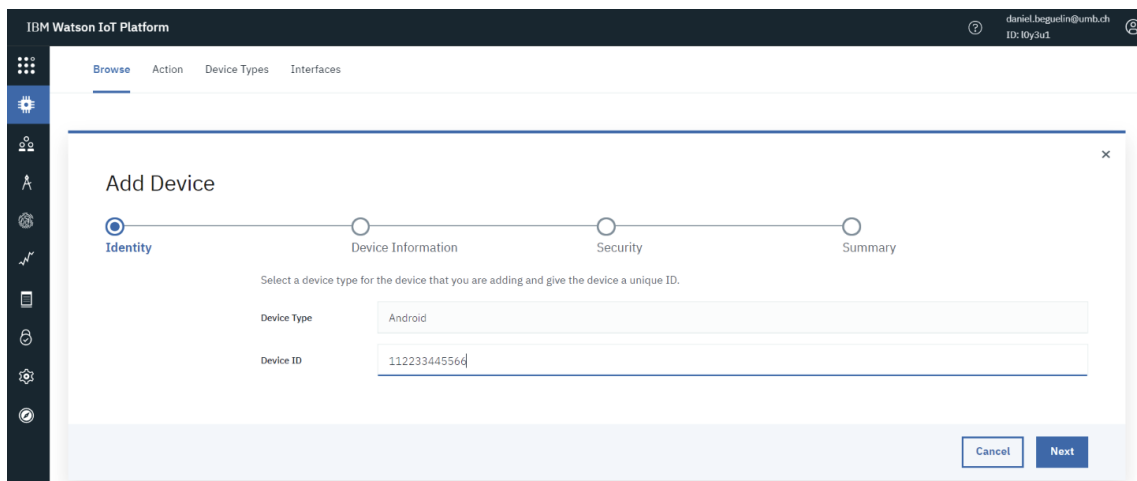 IBM Watson IoT Platform
daniel.beguelin@umb.ch
ID: l0y3u1
Browse Action Device Types Interfaces
Add Device
Identity Device Information Security Summary
Select a device type for the device that you are adding and give the device a unique ID.
Device Type Android
Device ID 112233445566
Cancel Next